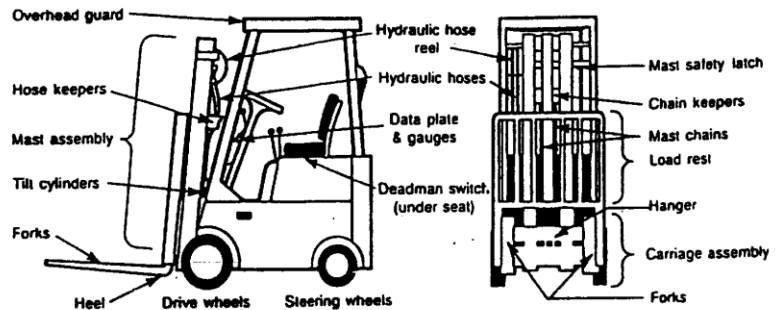 Overhead guard
Hydraulic hose
reel
Mast safety latch
Hose keepers
Hydraulic hoses
Chain keepers
Mast assembly
Data plate
& gauges
Mast chains
Load rest
Tilt cylinders
Deadman switch.
(under seat)
Hanger
Forks
Carriage assembly
Heel
Drive wheels
Steering wheels
Forks